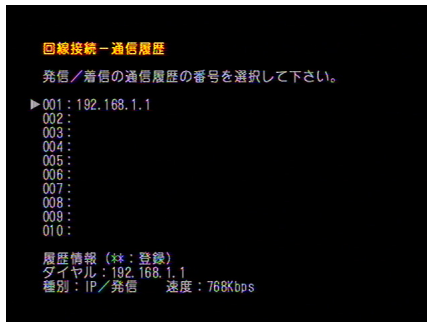 回線接続－通信履歴
発信／着信の通信履歴の番号を選択して下さい。
▶001：192.168.1.1
002：
003：
004：
005：
006：
007：
008：
009：
010：
履歴情報（**：登録）
ダイヤル：192.168.1.1
種別：IP／発信　速度：768Kbps